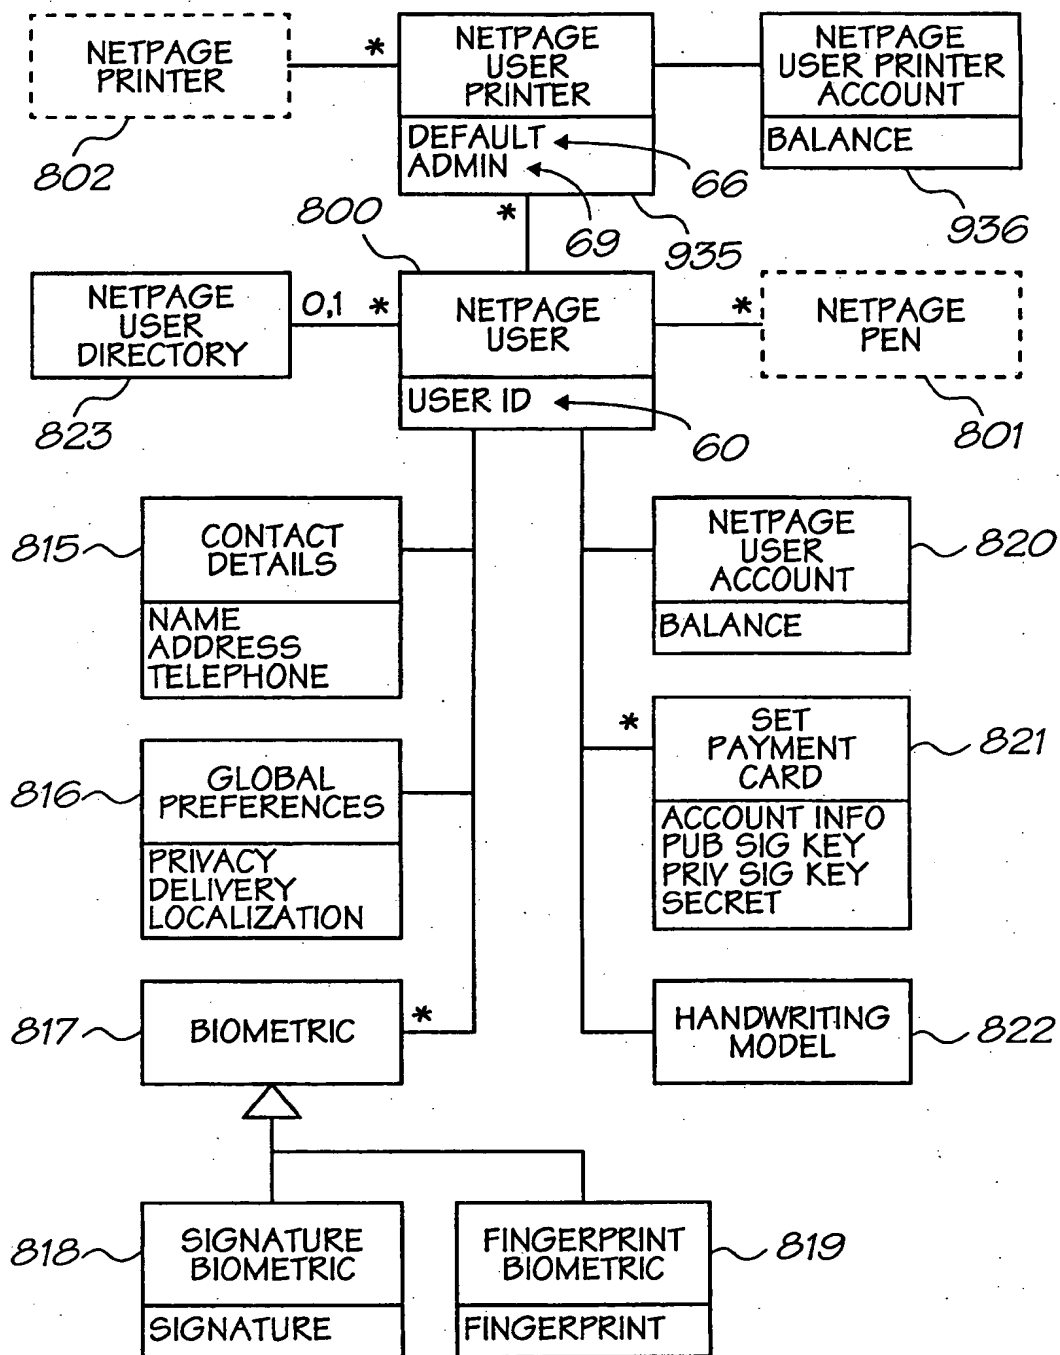 NETPAGE
PRINTER
802
*
NETPAGE
USER
PRINTER
DEFAULT
ADMIN
66
69
935
NETPAGE
USER PRINTER
ACCOUNT
BALANCE
936
*
800
NETPAGE
USER
DIRECTORY
823
0,1
*
NETPAGE
USER
USER ID
60
*
NETPAGE
PEN
801
815
CONTACT
DETAILS
NAME
ADDRESS
TELEPHONE
NETPAGE
USER
ACCOUNT
BALANCE
820
816
GLOBAL
PREFERENCES
PRIVACY
DELIVERY
LOCALIZATION
*
SET
PAYMENT
CARD
ACCOUNT INFO
PUB SIG KEY
PRIV SIG KEY
SECRET
821
817
BIOMETRIC
*
HANDWRITING
MODEL
822
818
SIGNATURE
BIOMETRIC
SIGNATURE
FINGERPRINT
BIOMETRIC
FINGERPRINT
819